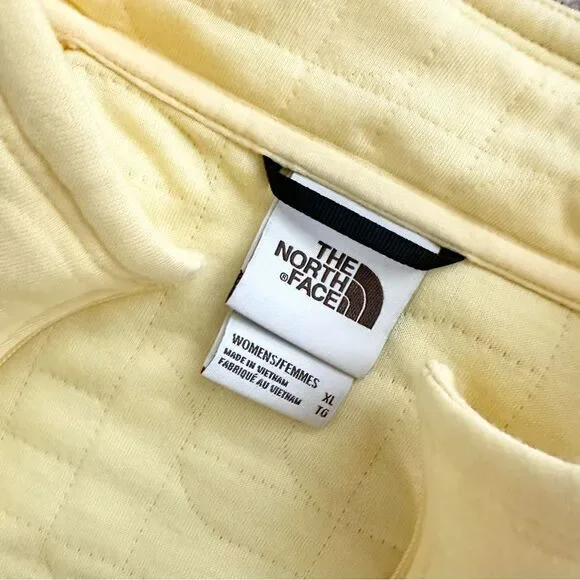 THE
NORTH
®FACE
WOMENS/FEMMES XL
MADE IN VIETNAM TG
FABRIQUÉ AU VIETNAM